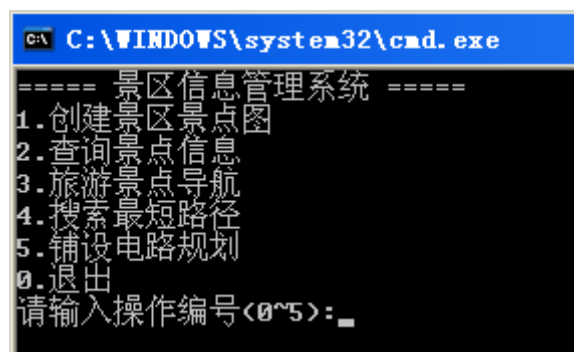 C:\WINDOWS\system32\cmd.exe
===== 景区信息管理系统 =====
1.创建景区景点图
2.查询景点信息
3.旅游景点导航
4.搜索最短路径
5.铺设电路规划
0.退出
请输入操作编号(0~5):_